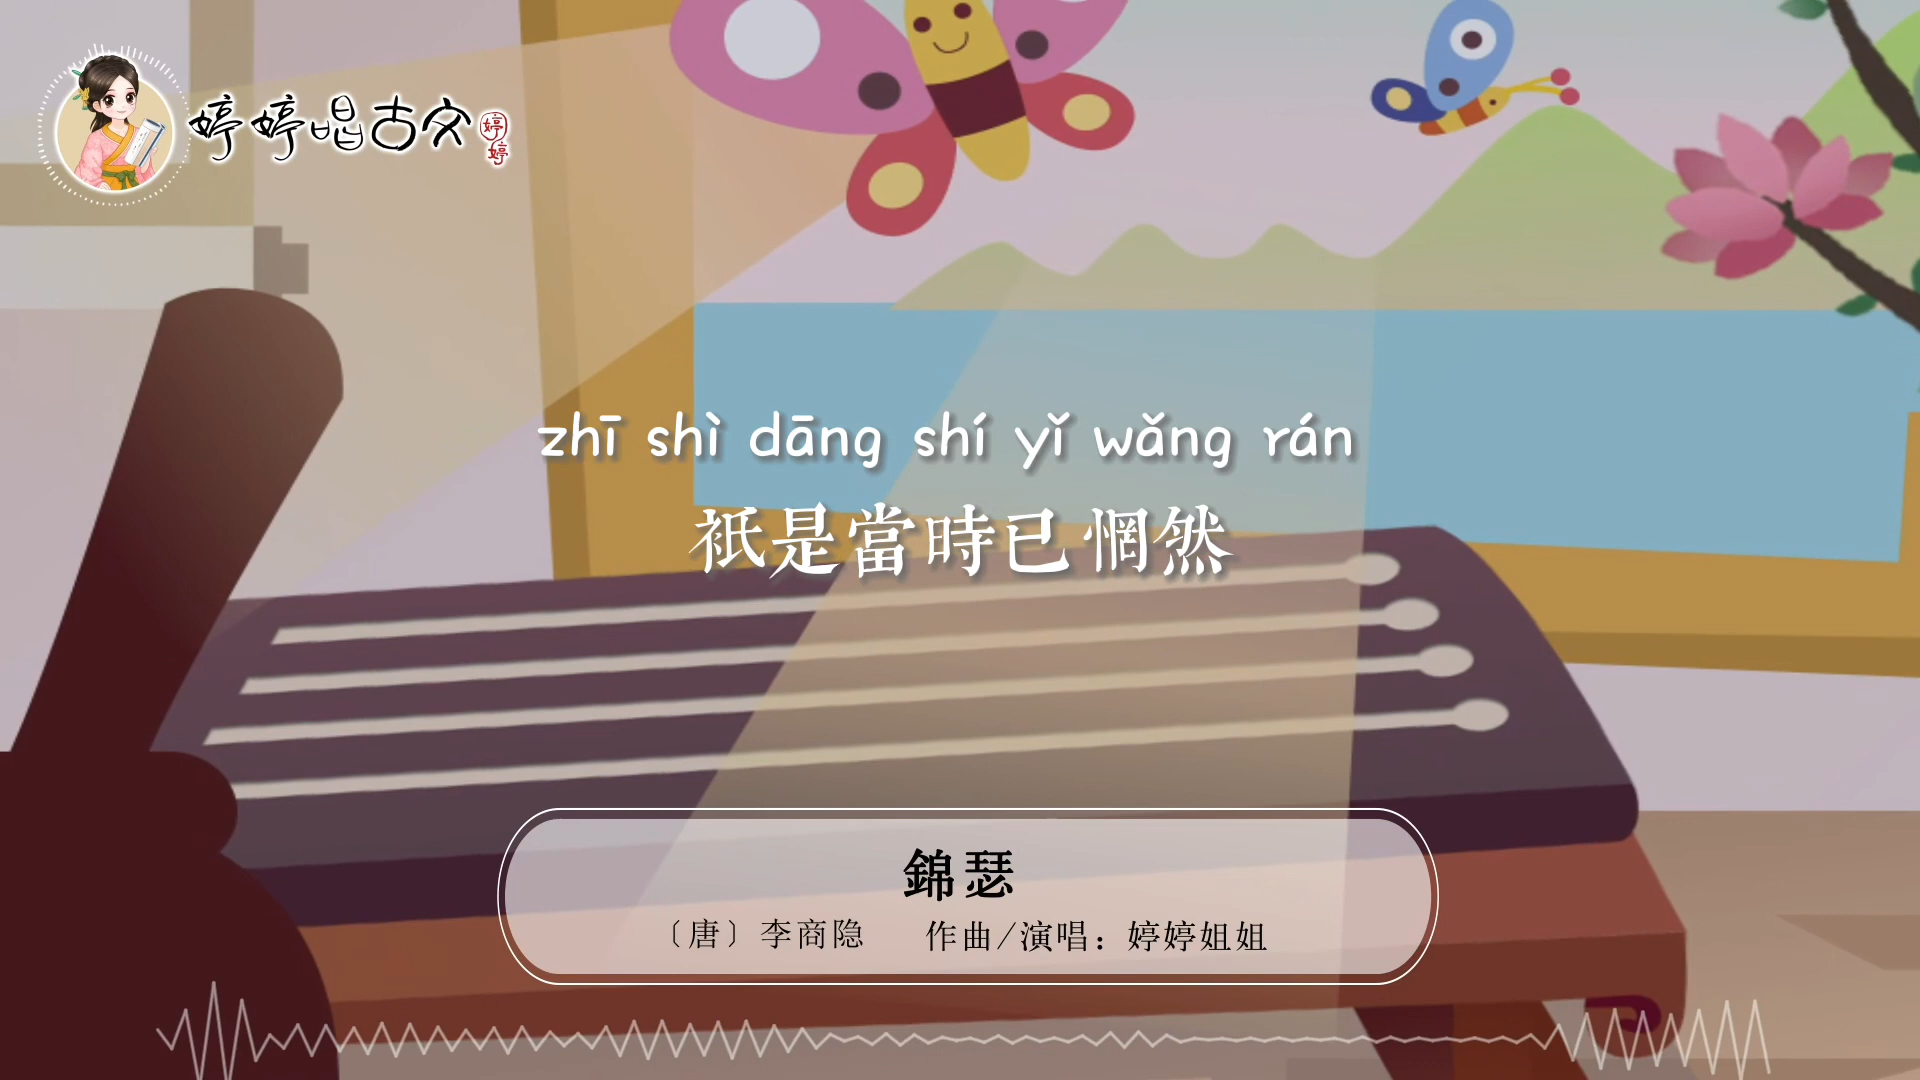 婷婷唱古文
婷婷
zhī shì dāng shí yǐ wǎng rán
祇是當時已惘然
錦瑟
〔唐〕李商隐 作曲/演唱：婷婷姐姐